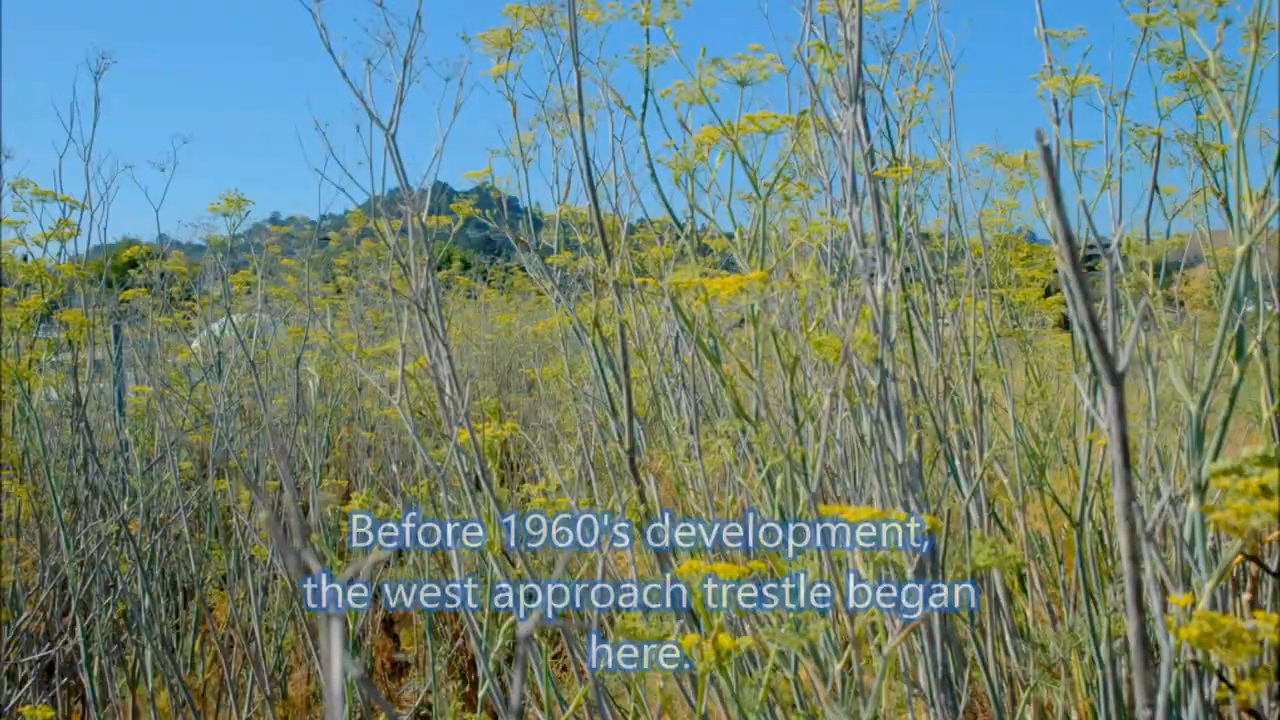 Before 1960's development,
the west approach trestle began
here.